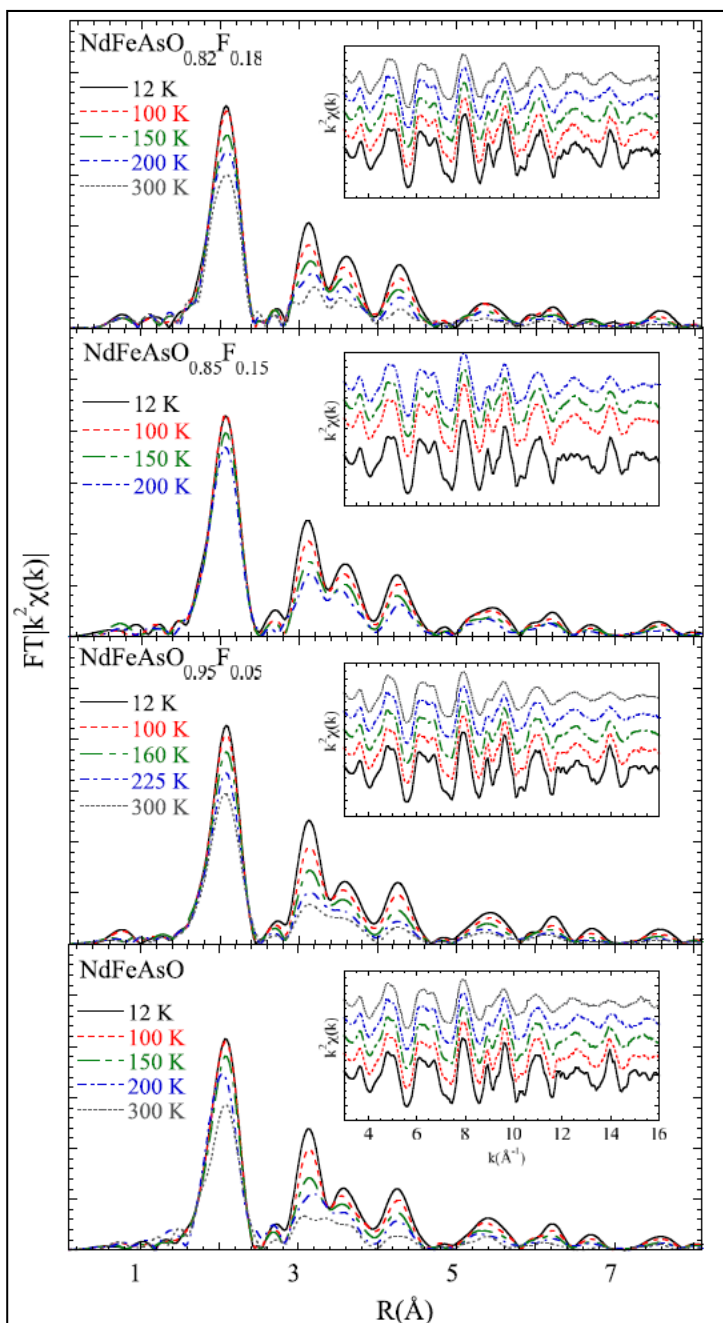 NdFeAsO0.82F0.18
12 K
100 K
150 K
200 K
300 K
k²χ(k)
NdFeAsO0.85F0.15
12 K
100 K
150 K
200 K
k²χ(k)
FT|k²χ(k)|
NdFeAsO0.95F0.05
12 K
100 K
160 K
225 K
300 K
k²χ(k)
NdFeAsO
12 K
100 K
150 K
200 K
300 K
k²χ(k)
4 6 8 10 12 14 16
k(Å⁻¹)
1 3 5 7
R(Å)